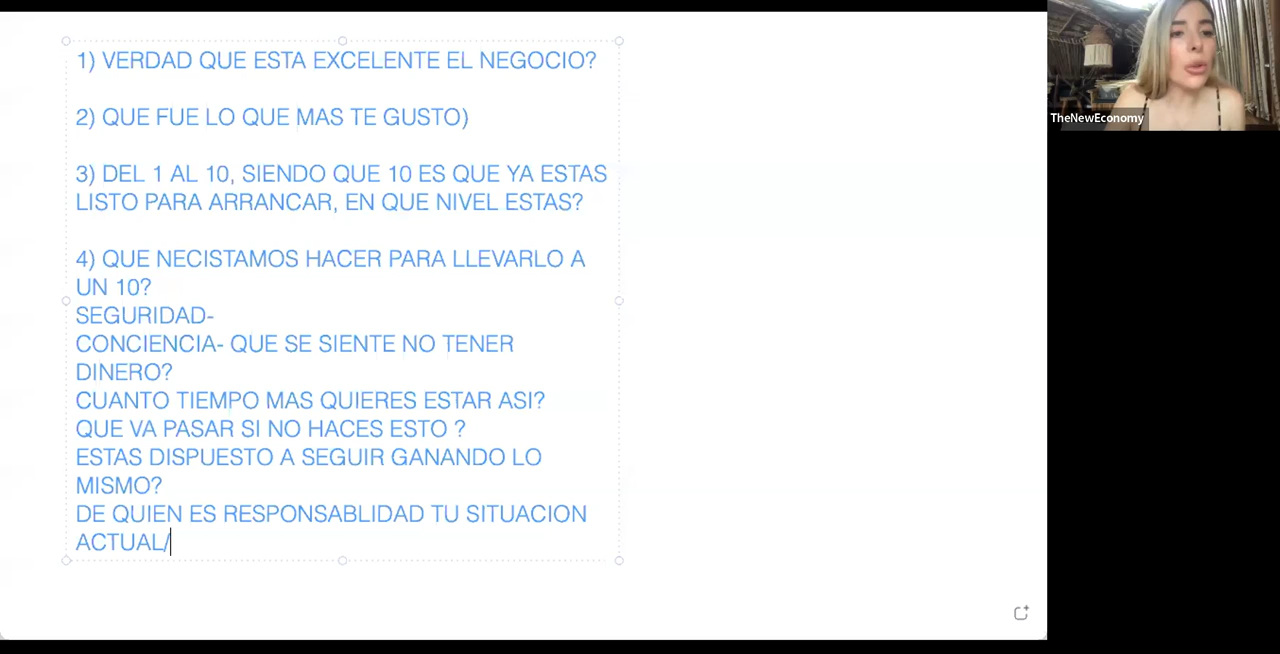 1) VERDAD QUE ESTA EXCELENTE EL NEGOCIO?
2) QUE FUE LO QUE MAS TE GUSTO)
3) DEL 1 AL 10, SIENDO QUE 10 ES QUE YA ESTAS
LISTO PARA ARRANCAR, EN QUE NIVEL ESTAS?
4) QUE NECISTAMOS HACER PARA LLEVARLO A
UN 10?
SEGURIDAD-
CONCIENCIA- QUE SE SIENTE NO TENER
DINERO?
CUANTO TIEMPO MAS QUIERES ESTAR ASI?
QUE VA PASAR SI NO HACES ESTO ?
ESTAS DISPUESTO A SEGUIR GANANDO LO
MISMO?
DE QUIEN ES RESPONSABLIDAD TU SITUACION
ACTUAL/
TheNewEconomy